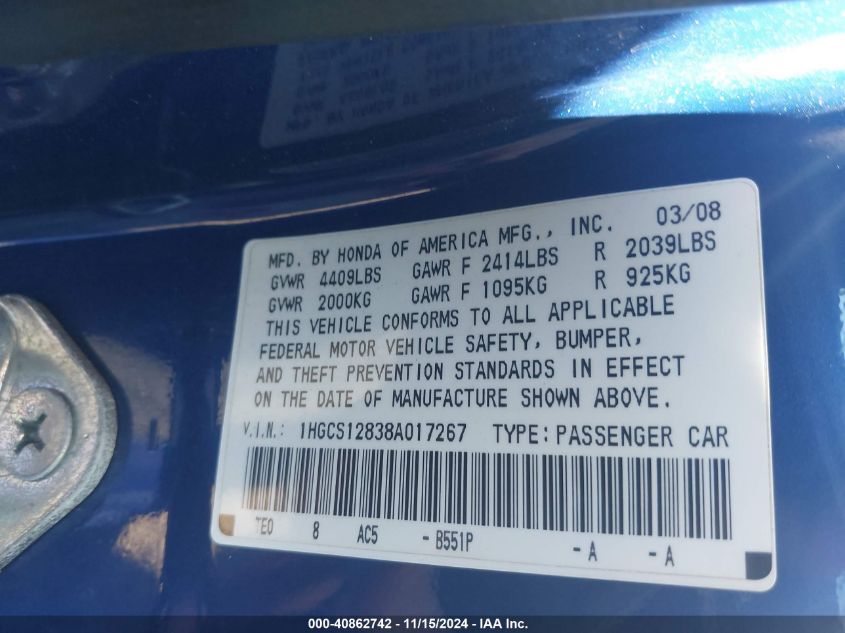 MFD. BY HONDA OF AMERICA MFG., INC. 03/08
GVWR 4409LBS GAWR F 2414LBS R 2039LBS
GVWR 2000KG GAWR F 1095KG R 925KG
THIS VEHICLE CONFORMS TO ALL APPLICABLE
FEDERAL MOTOR VEHICLE SAFETY, BUMPER,
AND THEFT PREVENTION STANDARDS IN EFFECT
ON THE DATE OF MANUFACTURE SHOWN ABOVE.
V.I.N.: 1HGCS12838A017267 TYPE:PASSENGER CAR
TEO 8 AC5 - B551P - A - A
000-40862742 - 11/15/2024 - IAA Inc.